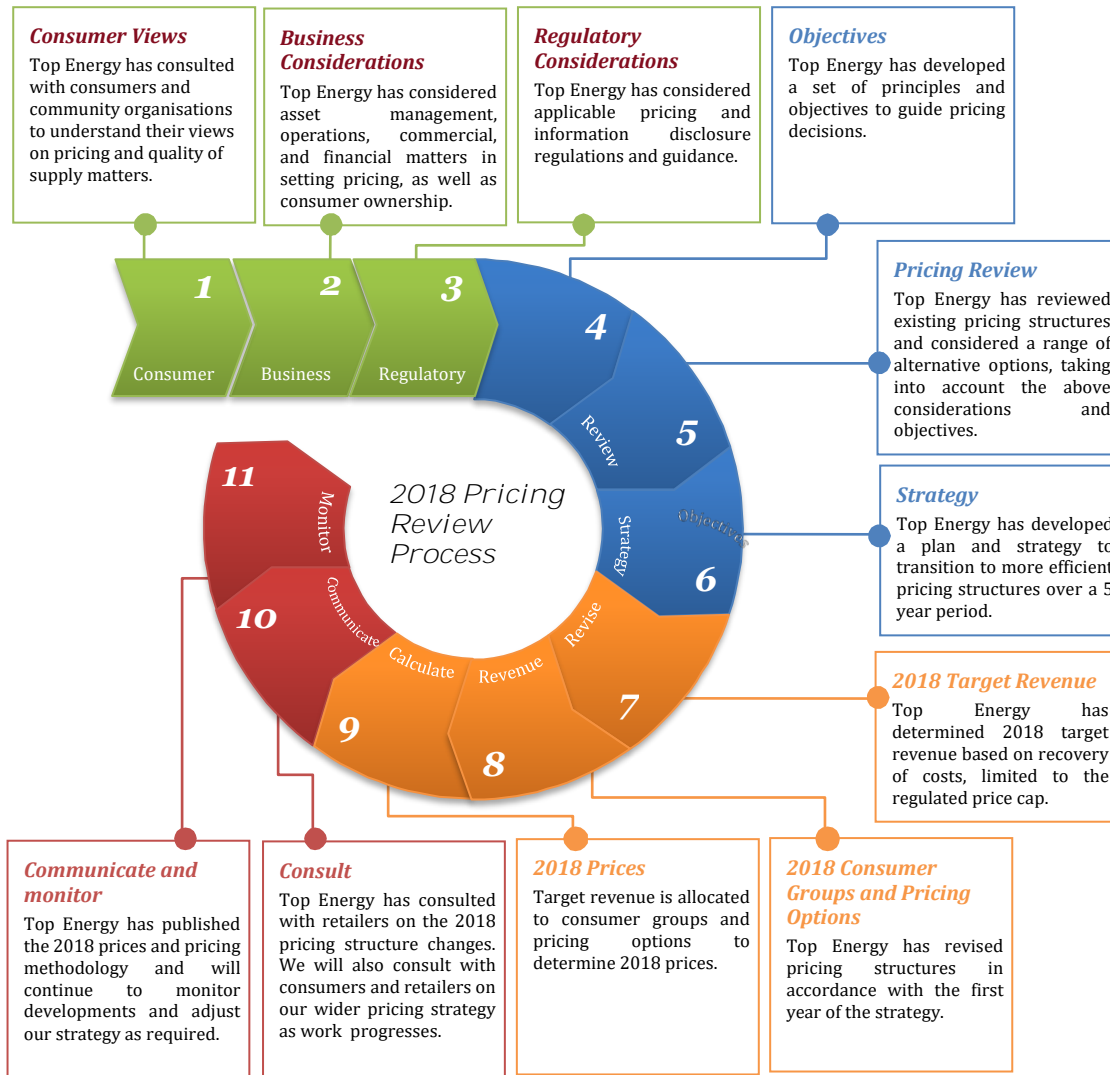 Consumer Views
Top Energy has consulted
with consumers and
community organisations
to understand their views
on pricing and quality of
supply matters.
Business
Considerations
Top Energy has considered
asset management,
operations, commercial,
and financial matters in
setting pricing, as well as
consumer ownership.
Regulatory
Considerations
Top Energy has considered
applicable pricing and
information disclosure
regulations and guidance.
Objectives
Top Energy has developed
a set of principles and
objectives to guide pricing
decisions.
1
Consumer
2
Business
3
Regulatory
4
5
Review
6
Objectives
Strategy
7
Revise
8
Revenue
9
Calculate
10
Communicate
11
Monitor
2018 Pricing
Review
Process
Pricing Review
Top Energy has reviewed
existing pricing structures
and considered a range of
alternative options, taking
into account the above
considerations and
objectives.
Strategy
Top Energy has developed
a plan and strategy to
transition to more efficient
pricing structures over a 5
year period.
2018 Target Revenue
Top Energy has
determined 2018 target
revenue based on recovery
of costs, limited to the
regulated price cap.
Communicate and
monitor
Top Energy has published
the 2018 prices and pricing
methodology and will
continue to monitor
developments and adjust
our strategy as required.
Consult
Top Energy has consulted
with retailers on the 2018
pricing structure changes.
We will also consult with
consumers and retailers on
our wider pricing strategy
as work progresses.
2018 Prices
Target revenue is allocated
to consumer groups and
pricing options to
determine 2018 prices.
2018 Consumer
Groups and Pricing
Options
Top Energy has revised
pricing structures in
accordance with the first
year of the strategy.